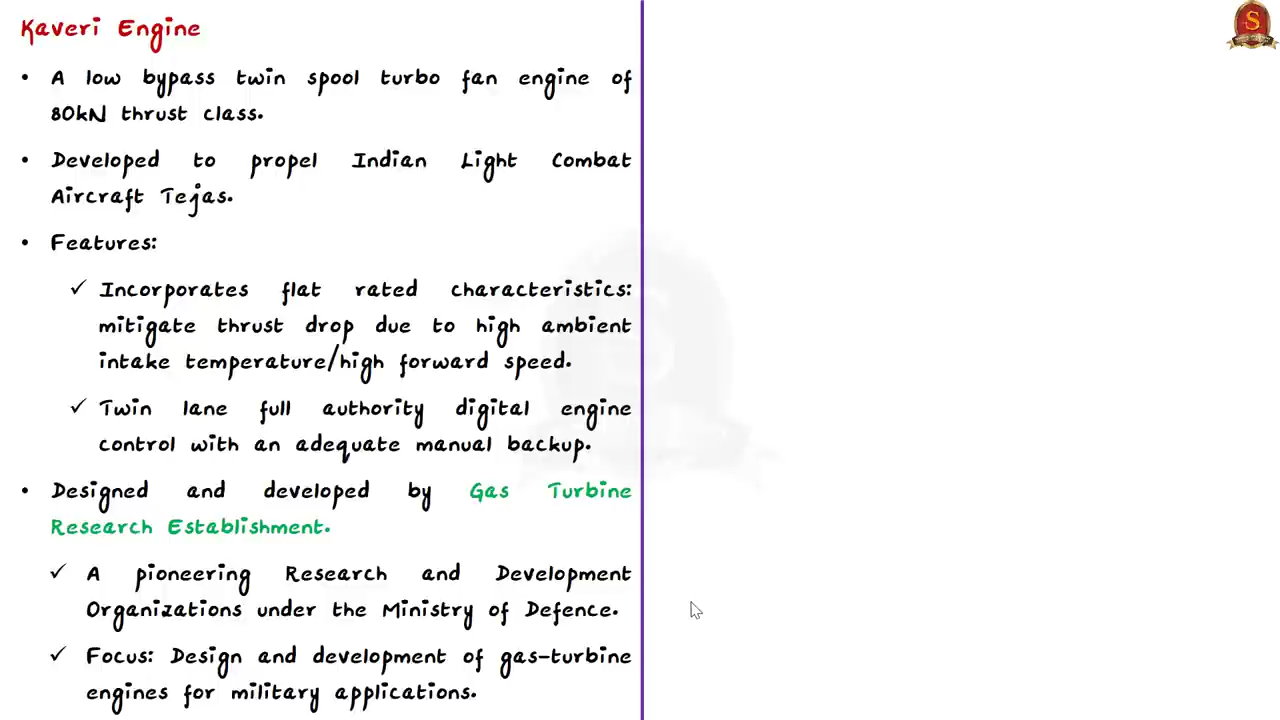 Kaveri Engine
• A low bypass twin spool turbo fan engine of
80kN thrust class.
• Developed to propel Indian Light Combat
Aircraft Tejas.
• Features:
✓ Incorporates flat rated characteristics:
mitigate thrust drop due to high ambient
intake temperature/high forward speed.
✓ Twin lane full authority digital engine
control with an adequate manual backup.
• Designed and developed by Gas Turbine
Research Establishment.
✓ A pioneering Research and Development
Organizations under the Ministry of Defence.
✓ Focus: Design and development of gas-turbine
engines for military applications.
S